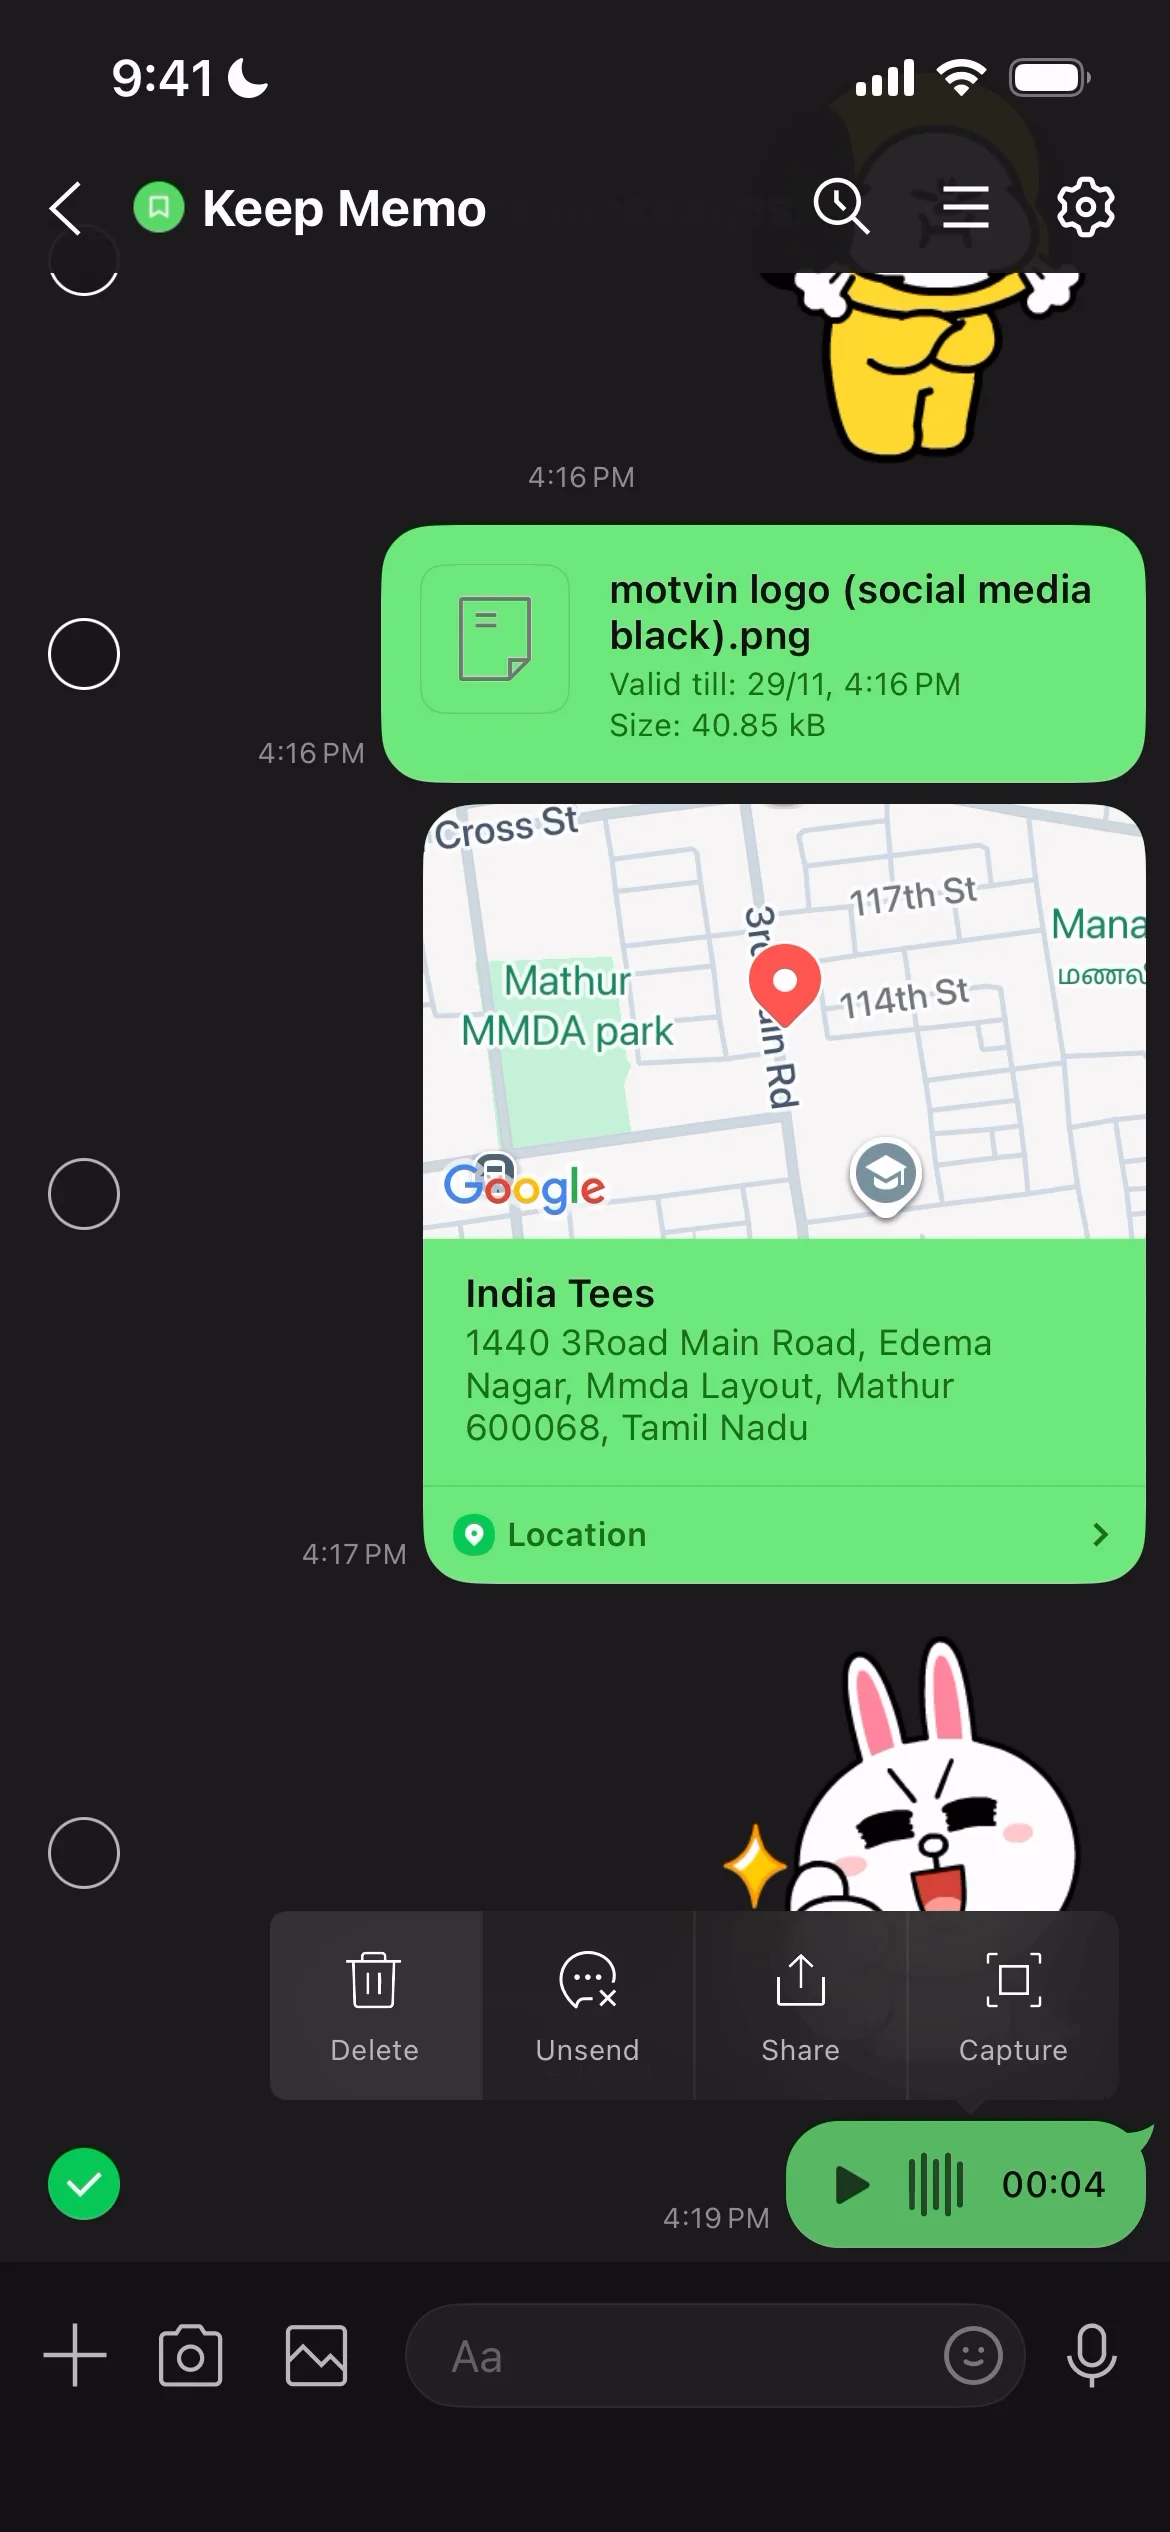 9:41
Keep Memo
4:16 PM
motvin logo (social media
black).png
Valid till: 29/11, 4:16 PM
Size: 40.85 kB
4:16 PM
Cross St
117th St
114th St
Mathur
MMDA park
Google
India Tees
1440 3Road Main Road, Edema
Nagar, Mmda Layout, Mathur
600068, Tamil Nadu
Location
4:17 PM
Delete
Unsend
Share
Capture
00:04
4:19 PM
Aa